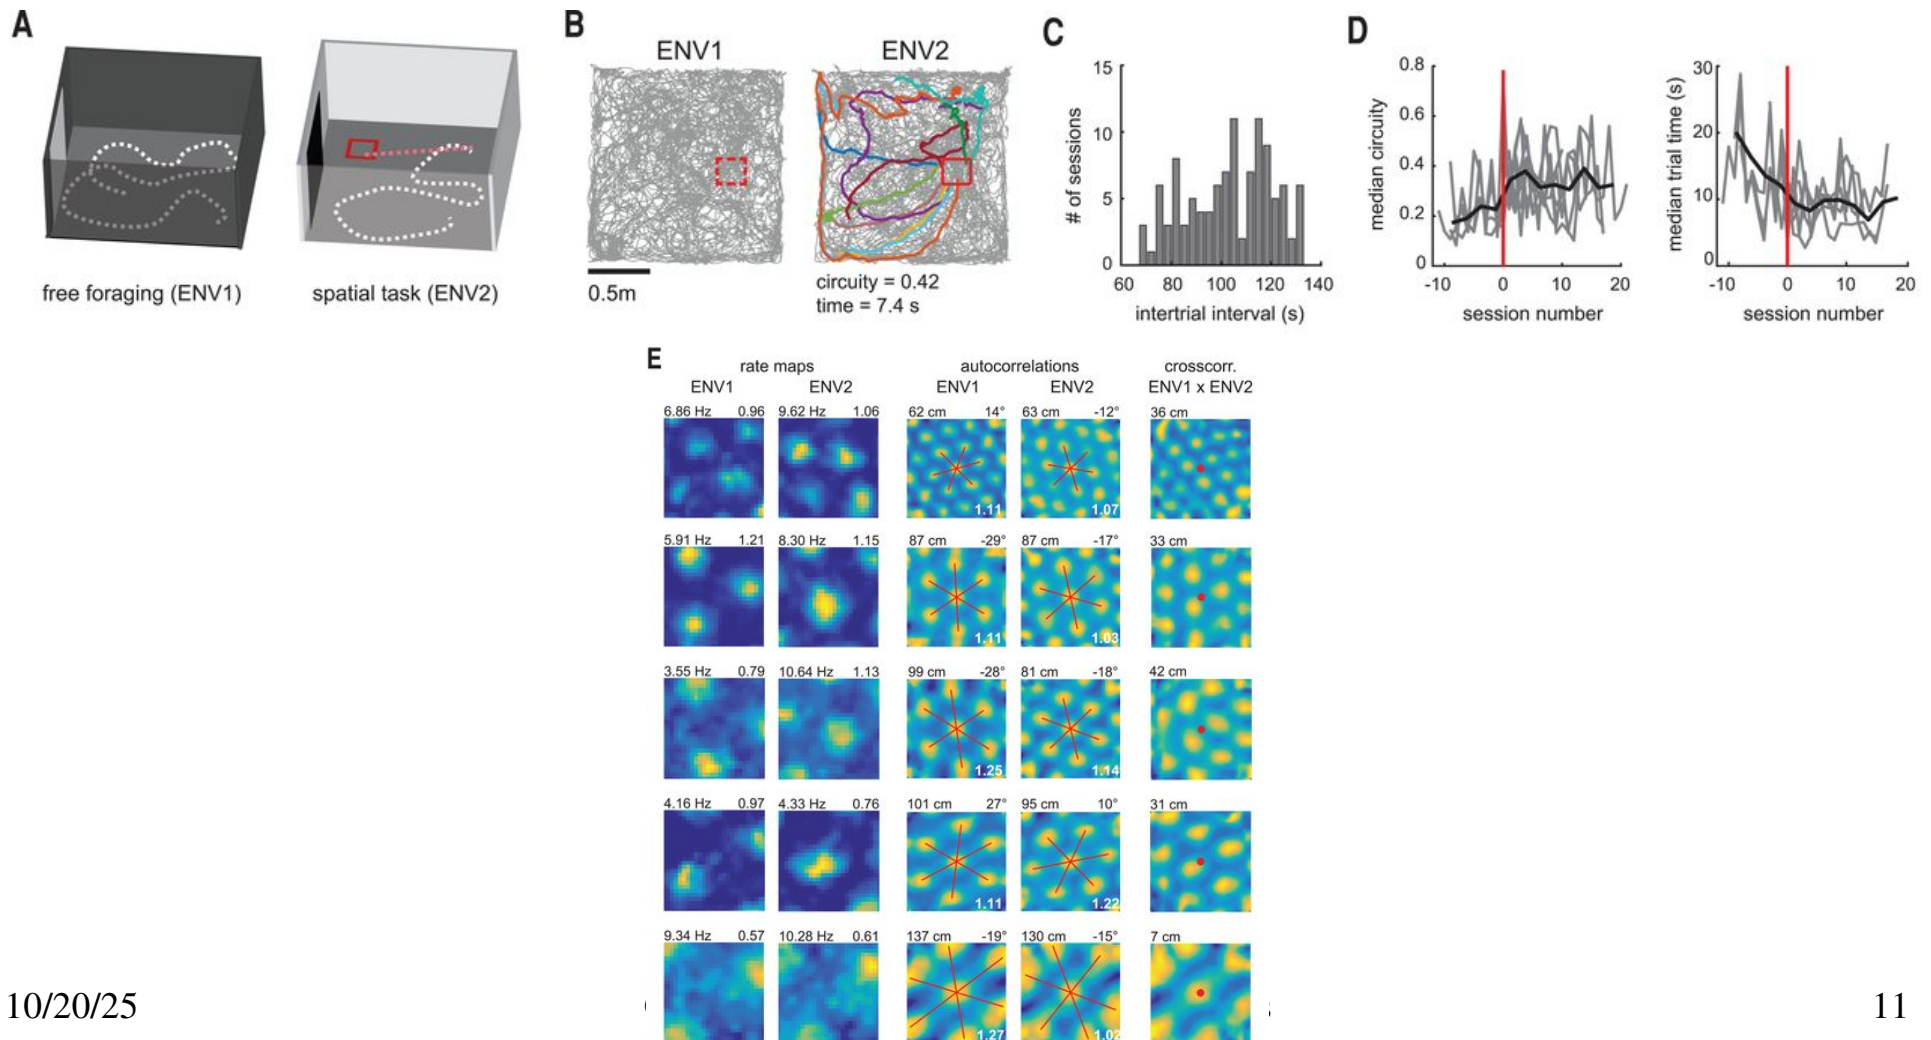 A
free foraging (ENV1)
spatial task (ENV2)
B
ENV1
ENV2
0.5m
circuity = 0.42
time = 7.4 s
C
15
10
5
0
# of sessions
60 80 100 120 140
intertrial interval (s)
D
0.8
0.6
0.4
0.2
0
median circuity
-10 0 10 20
session number
30
20
10
0
median trial time (s)
-10 0 10 20
session number
E
rate maps autocorrelations crosscorr.
ENV1 ENV2 ENV1 ENV2 ENV1 x ENV2
6.86 Hz 0.96 9.62 Hz 1.06 62 cm 14° 63 cm -12° 36 cm
1.11 1.07
5.91 Hz 1.21 8.30 Hz 1.15 87 cm -29° 87 cm -17° 33 cm
1.11 1.03
3.55 Hz 0.79 10.64 Hz 1.13 99 cm -28° 81 cm -18° 42 cm
1.25 1.14
4.16 Hz 0.97 4.33 Hz 0.76 101 cm 27° 95 cm 10° 31 cm
1.11 1.22
9.34 Hz 0.57 10.28 Hz 0.61 137 cm -19° 130 cm -15° 7 cm
1.27 1.02
10/20/25
11